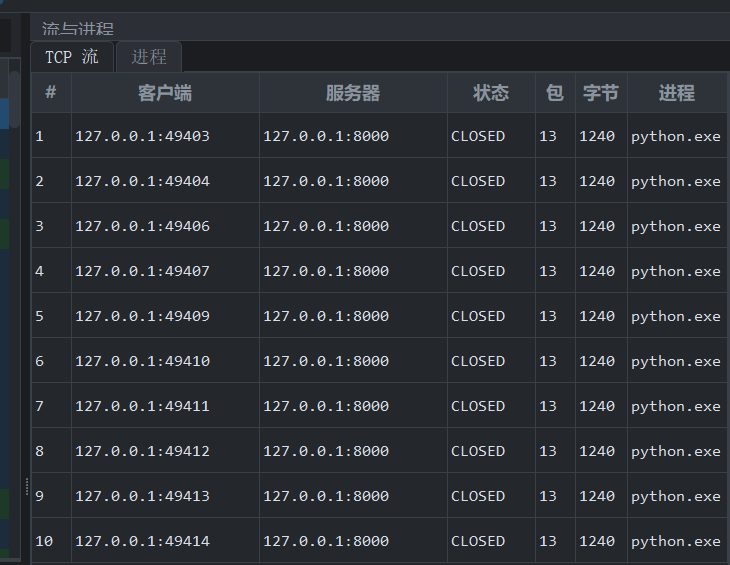 流与进程
TCP 流 进程
# 客户端 服务器 状态 包 字节 进程
1 127.0.0.1:49403 127.0.0.1:8000 CLOSED 13 1240 python.exe
2 127.0.0.1:49404 127.0.0.1:8000 CLOSED 13 1240 python.exe
3 127.0.0.1:49406 127.0.0.1:8000 CLOSED 13 1240 python.exe
4 127.0.0.1:49407 127.0.0.1:8000 CLOSED 13 1240 python.exe
5 127.0.0.1:49409 127.0.0.1:8000 CLOSED 13 1240 python.exe
6 127.0.0.1:49410 127.0.0.1:8000 CLOSED 13 1240 python.exe
7 127.0.0.1:49411 127.0.0.1:8000 CLOSED 13 1240 python.exe
8 127.0.0.1:49412 127.0.0.1:8000 CLOSED 13 1240 python.exe
9 127.0.0.1:49413 127.0.0.1:8000 CLOSED 13 1240 python.exe
10 127.0.0.1:49414 127.0.0.1:8000 CLOSED 13 1240 python.exe